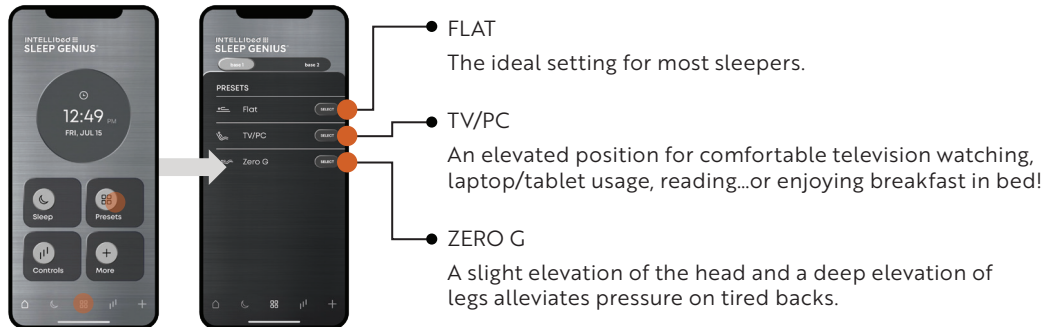 INTELLIbed
SLEEP GENIUS
12:49 PM
FRI, JUL 15
Sleep
Presets
Controls
More
INTELLIbed
SLEEP GENIUS
base 1
base 2
PRESETS
Flat
SELECT
TV/PC
SELECT
Zero G
SELECT
FLAT
The ideal setting for most sleepers.
TV/PC
An elevated position for comfortable television watching,
laptop/tablet usage, reading...or enjoying breakfast in bed!
ZERO G
A slight elevation of the head and a deep elevation of
legs alleviates pressure on tired backs.